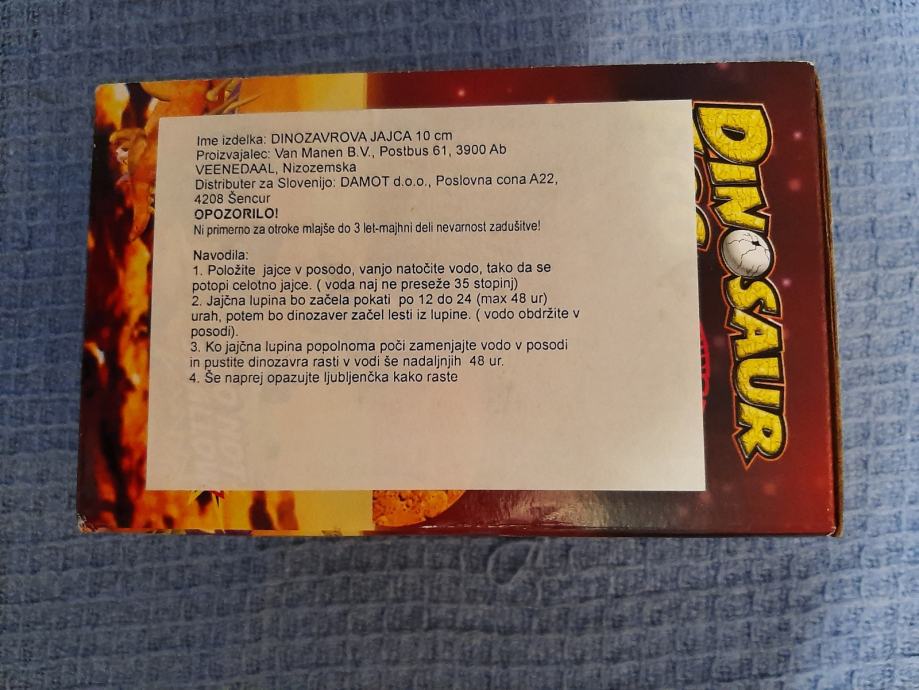 Ime izdelka: DINOZAVROVA JAJCA 10 cm
Proizvajalec: Van Manen B.V., Postbus 61, 3900 Ab
VEENEDAAL, Nizozemska
Distributer za Slovenijo: DAMOT d.o.o., Poslovna cona A22,
4208 Šencur
OPOZORILO!
Ni primerno za otroke mlajše do 3 let-majhni deli nevarnost zadušitve!
Navodila:
1. Položite jajce v posodo, vanjo natočite vodo, tako da se
potopi celotno jajce. ( voda naj ne preseže 35 stopinj)
2. Jajčna lupina bo začela pokati po 12 do 24 (max 48 ur)
urah, potem bo dinozaver začel lesti iz lupine. ( vodo obdržite v
posodi).
3. Ko jajčna lupina popolnoma poči zamenjajte vodo v posodi
in pustite dinozavra rasti v vodi še nadaljnjih 48 ur.
4. Še naprej opazujte ljubljenčka kako raste
DINOSAUR